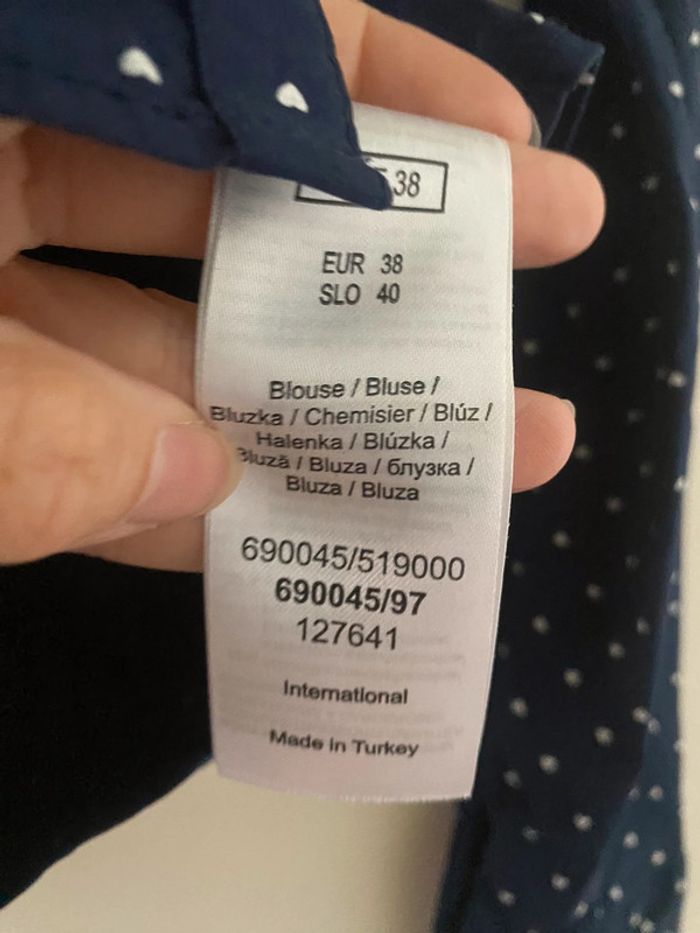 38
EUR 38
SLO 40
Blouse / Bluse /
Bluzka / Chemisier / Blúz /
Halenka / Blúzka /
Bluză / Bluza / блузка /
Bluza / Bluza
690045/519000
690045/97
127641
International
Made in Turkey